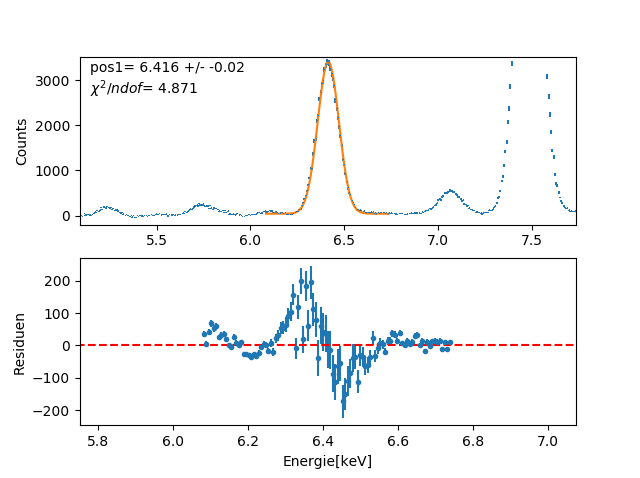 pos1= 6.416 +/- -0.02
χ²/ndof= 4.871
Counts
3000
2000
1000
0
5.5 6.0 6.5 7.0 7.5
Residuen
200
100
0
−100
−200
5.8 6.0 6.2 6.4 6.6 6.8 7.0
Energie[keV]